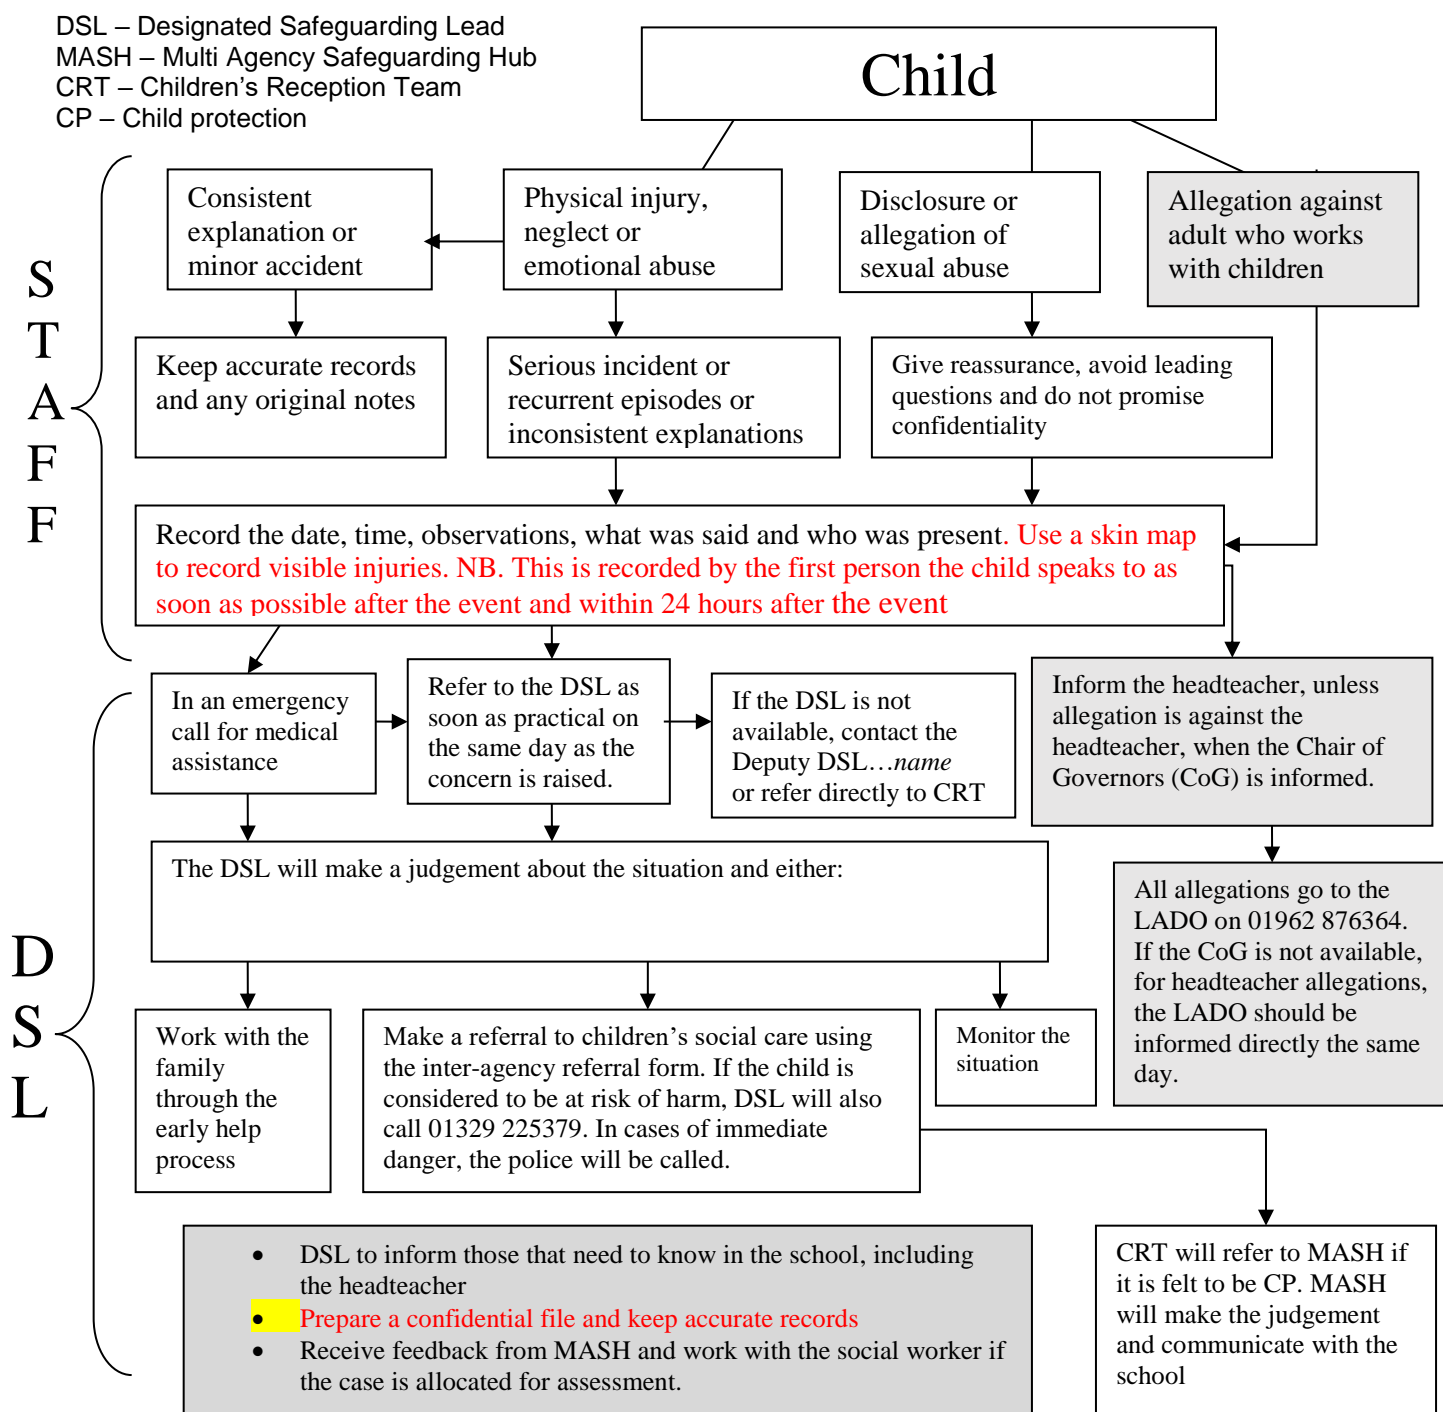 DSL – Designated Safeguarding Lead
MASH – Multi Agency Safeguarding Hub
CRT – Children's Reception Team
CP – Child protection
Child
STAFF
Consistent
explanation or
minor accident
Physical injury,
neglect or
emotional abuse
Disclosure or
allegation of
sexual abuse
Allegation against
adult who works
with children
Keep accurate records
and any original notes
Serious incident or
recurrent episodes or
inconsistent explanations
Give reassurance, avoid leading
questions and do not promise
confidentiality
Record the date, time, observations, what was said and who was present. Use a skin map
to record visible injuries. NB. This is recorded by the first person the child speaks to as
soon as possible after the event and within 24 hours after the event
DSL
In an emergency
call for medical
assistance
Refer to the DSL as
soon as practical on
the same day as the
concern is raised.
If the DSL is not
available, contact the
Deputy DSL…name
or refer directly to CRT
Inform the headteacher, unless
allegation is against the
headteacher, when the Chair of
Governors (CoG) is informed.
The DSL will make a judgement about the situation and either:
All allegations go to the
LADO on 01962 876364.
If the CoG is not available,
for headteacher allegations,
the LADO should be
informed directly the same
day.
Work with the
family
through the
early help
process
Make a referral to children's social care using
the inter-agency referral form. If the child is
considered to be at risk of harm, DSL will also
call 01329 225379. In cases of immediate
danger, the police will be called.
Monitor the
situation
• DSL to inform those that need to know in the school, including
the headteacher
• Prepare a confidential file and keep accurate records
• Receive feedback from MASH and work with the social worker if
the case is allocated for assessment.
CRT will refer to MASH if
it is felt to be CP. MASH
will make the judgement
and communicate with the
school